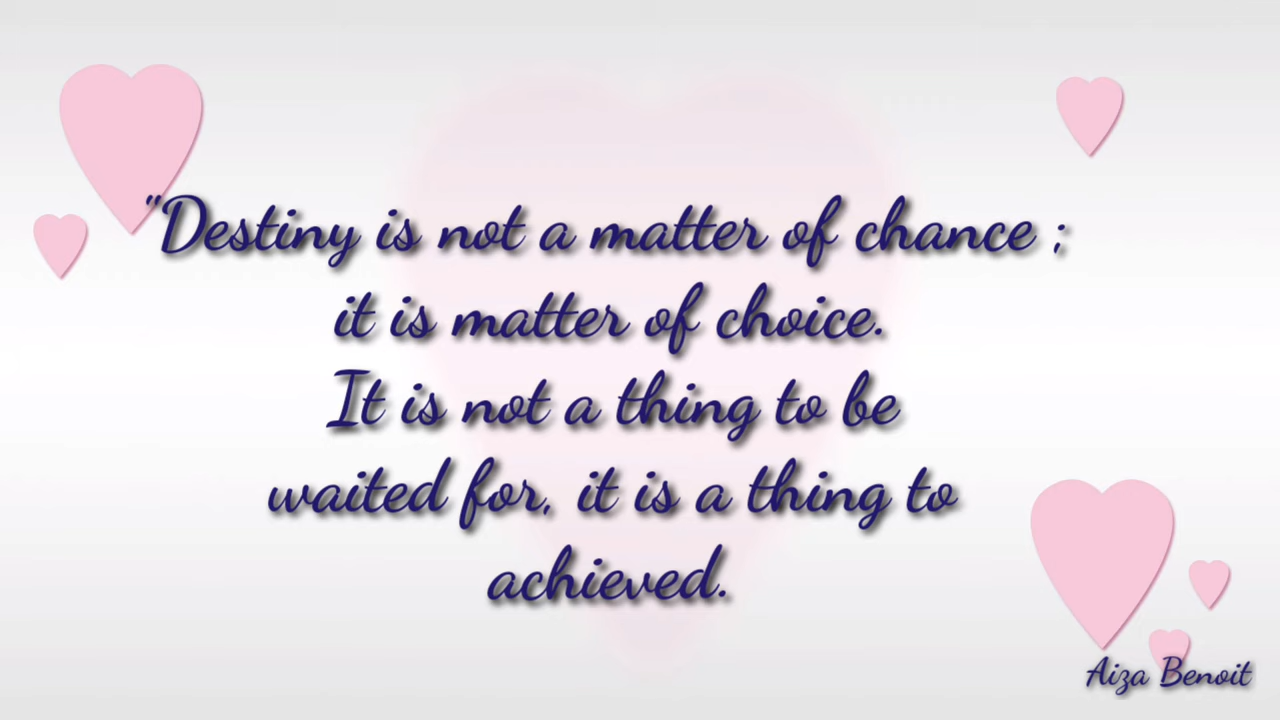 "Destiny is not a matter of chance ;
it is matter of choice.
It is not a thing to be
waited for, it is a thing to
achieved.
Aiza Benoit